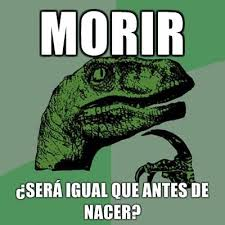 MORIR
¿SERÁ IGUAL QUE ANTES DE
NACER?